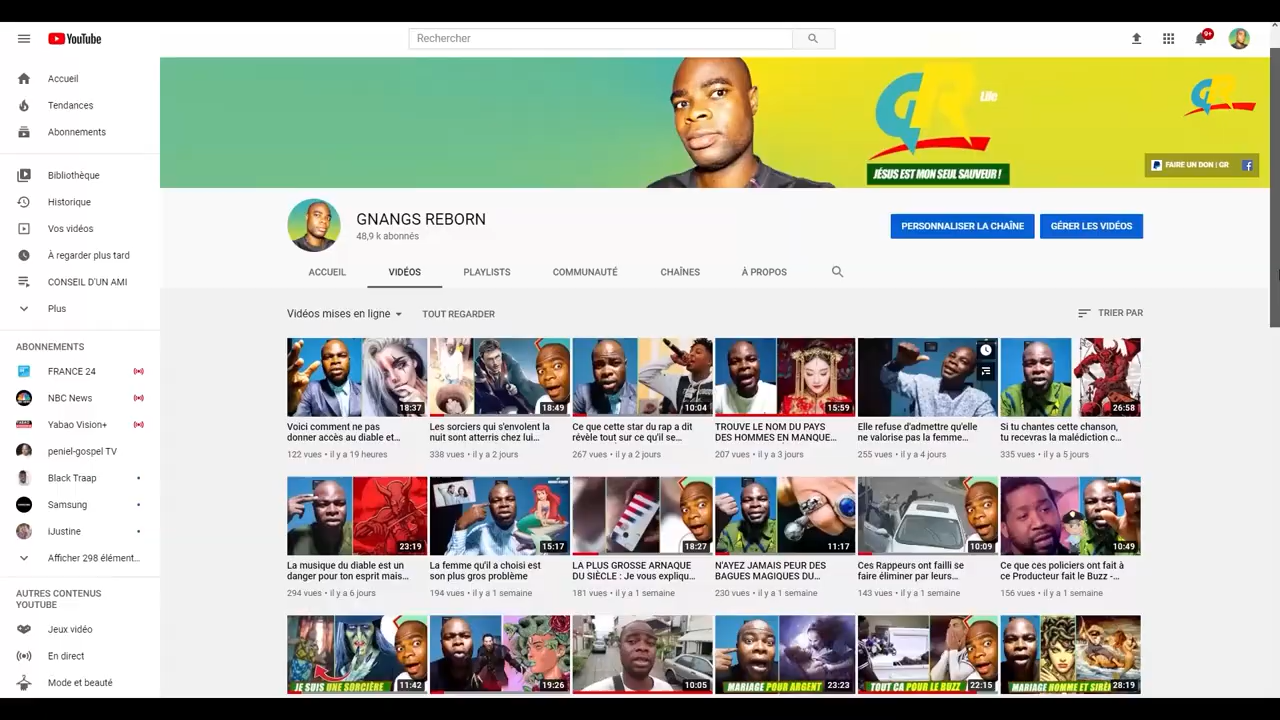 YouTube
Rechercher
9+
Accueil
Tendances
Abonnements
Bibliothèque
Historique
Vos vidéos
À regarder plus tard
CONSEIL D'UN AMI
Plus
ABONNEMENTS
FRANCE 24
NBC News
Yabao Vision+
peniel-gospel TV
Black Traap
Samsung
iJustine
Afficher 298 élément...
AUTRES CONTENUS
YOUTUBE
Jeux vidéo
En direct
Mode et beauté
GR Life
JÉSUS EST MON SEUL SAUVEUR !
FAIRE UN DON | GR
GNANGS REBORN
48,9 k abonnés
PERSONNALISER LA CHAÎNE
GÉRER LES VIDÉOS
ACCUEIL VIDÉOS PLAYLISTS COMMUNAUTÉ CHAÎNES À PROPOS
Vidéos mises en ligne TOUT REGARDER TRIER PAR
18:37
Voici comment ne pas
donner accès au diable et...
122 vues • il y a 19 heures
18:49
Les sorciers qui s'envolent la
nuit sont atterris chez lui...
338 vues • il y a 2 jours
10:04
Ce que cette star du rap a dit
révèle tout sur ce qu'il se...
267 vues • il y a 2 jours
15:59
TROUVE LE NOM DU PAYS
DES HOMMES EN MANQUE...
207 vues • il y a 3 jours
Elle refuse d'admettre qu'elle
ne valorise pas la femme...
255 vues • il y a 4 jours
26:58
Si tu chantes cette chanson,
tu recevras la malédiction c...
335 vues • il y a 5 jours
23:19
La musique du diable est un
danger pour ton esprit mais...
294 vues • il y a 6 jours
15:17
La femme qu'il a choisi est
son plus gros problème
194 vues • il y a 1 semaine
18:27
LA PLUS GROSSE ARNAQUE
DU SIÈCLE : Je vous expliqu...
181 vues • il y a 1 semaine
11:17
N'AYEZ JAMAIS PEUR DES
BAGUES MAGIQUES DU...
230 vues • il y a 1 semaine
10:09
Ces Rappeurs ont failli se
faire éliminer par leurs...
143 vues • il y a 1 semaine
10:49
Ce que ces policiers ont fait à
ce Producteur fait le Buzz -...
156 vues • il y a 1 semaine
JE SUIS UNE SORCIÈRE
11:42
19:26
10:05
MARIAGE POUR ARGENT
23:23
TOUT ÇA POUR LE BUZZ
22:15
MARIAGE HOMME ET SIRÈ
28:19